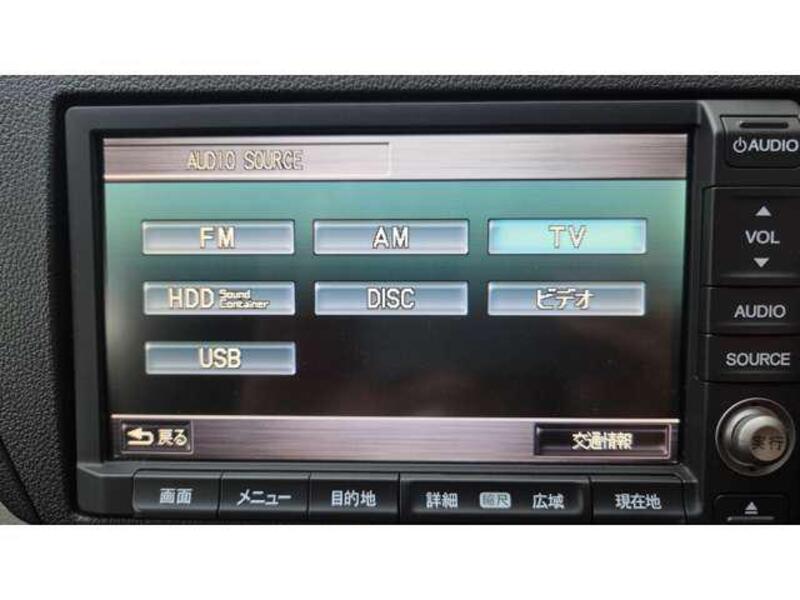 AUDIO SOURCE
FM AM TV
HDD Sound Container DISC ビデオ
USB
戻る 交通情報
画面 メニュー 目的地 詳細 縮尺 広域 現在地
AUDIO
VOL
AUDIO
SOURCE
実行